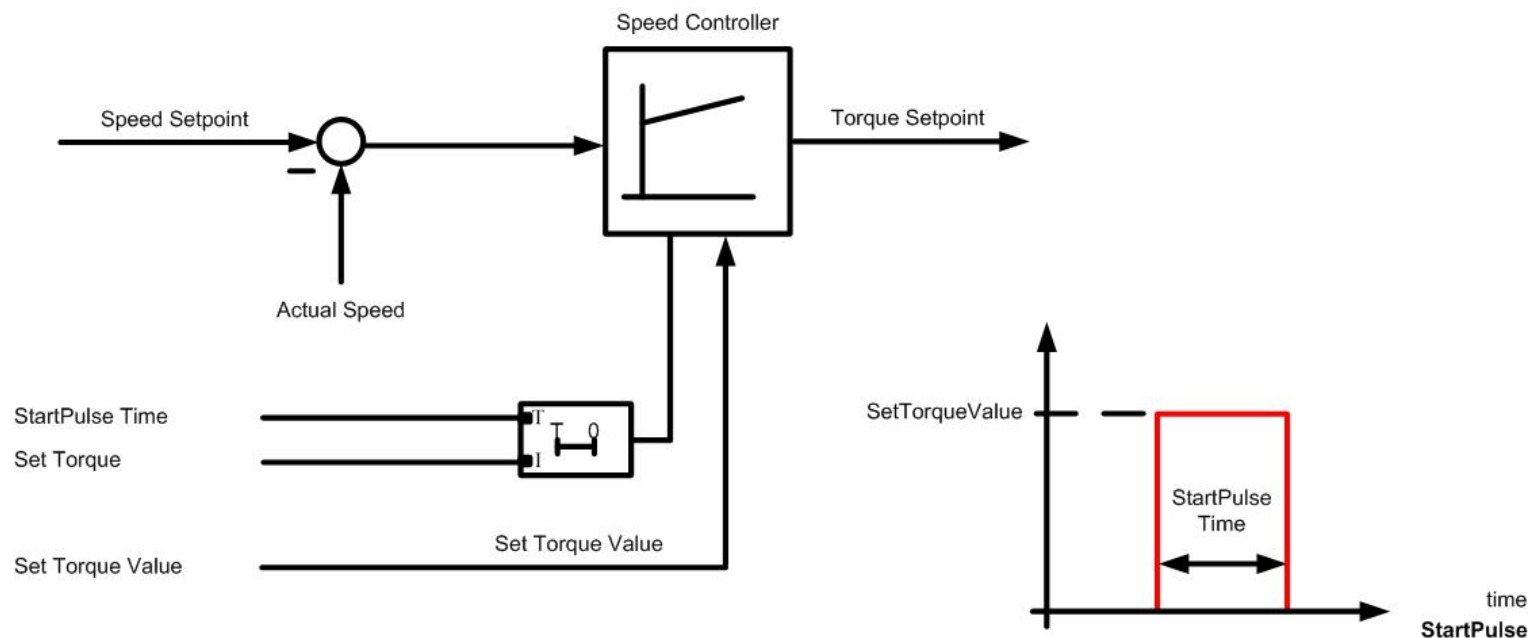 Speed Controller
Speed Setpoint
Torque Setpoint
Actual Speed
StartPulse Time
T
T 0
Set Torque
I
Set Torque Value
Set Torque Value
SetTorqueValue
StartPulse
Time
time
StartPulse